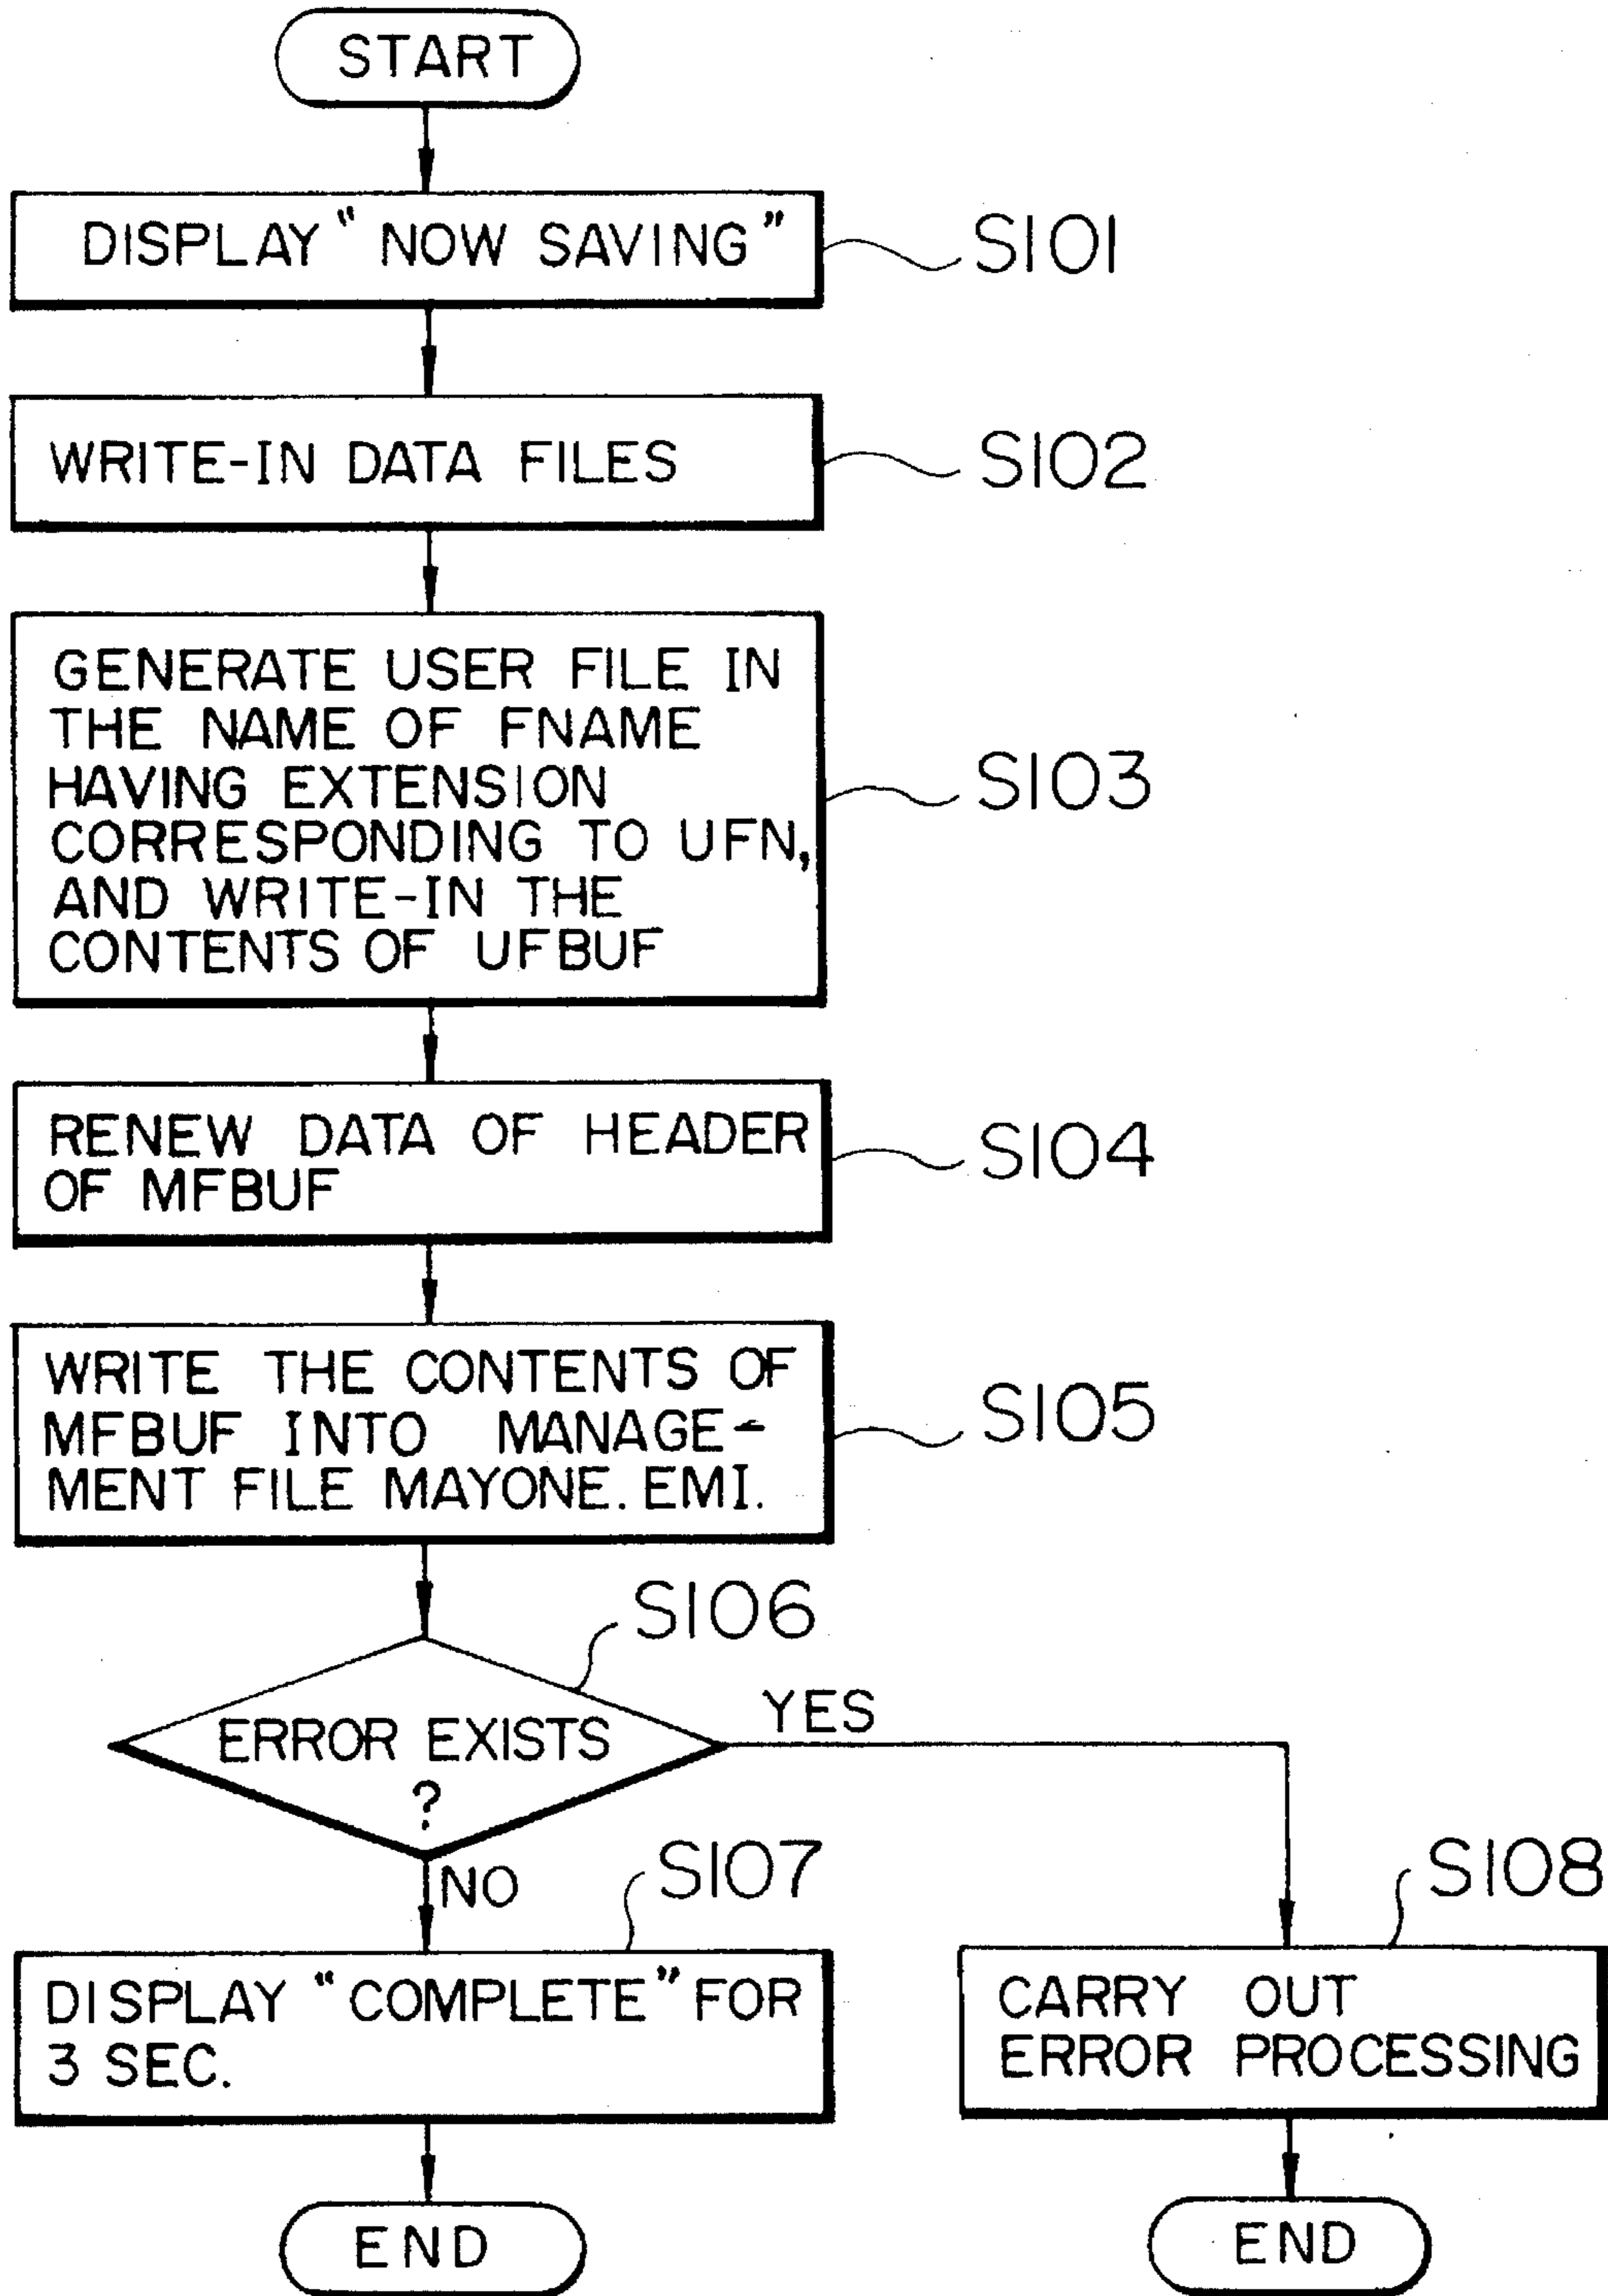 START
DISPLAY "NOW SAVING"
S101
WRITE-IN DATA FILES
S102
GENERATE USER FILE IN
THE NAME OF FNAME
HAVING EXTENSION
CORRESPONDING TO UFN,
AND WRITE-IN THE
CONTENTS OF UFBUF
S103
RENEW DATA OF HEADER
OF MFBUF
S104
WRITE THE CONTENTS OF
MFBUF INTO MANAGE-
MENT FILE MAYONE.EMI.
S105
S106
ERROR EXISTS
?
YES
NO
S107
DISPLAY "COMPLETE" FOR
3 SEC.
S108
CARRY OUT
ERROR PROCESSING
END
END